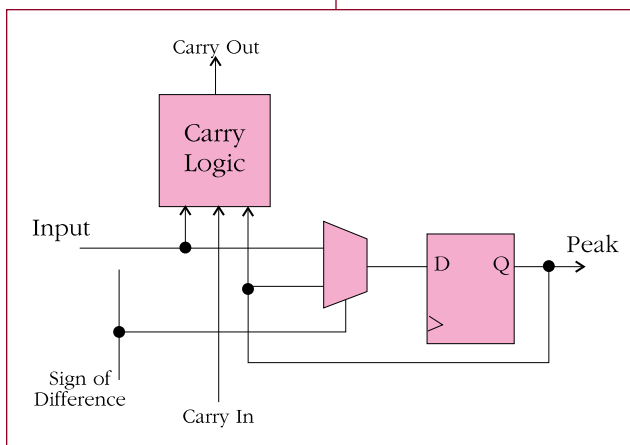 Carry Out
Carry
Logic
Input
Peak
D
Q
Sign of
Difference
Carry In